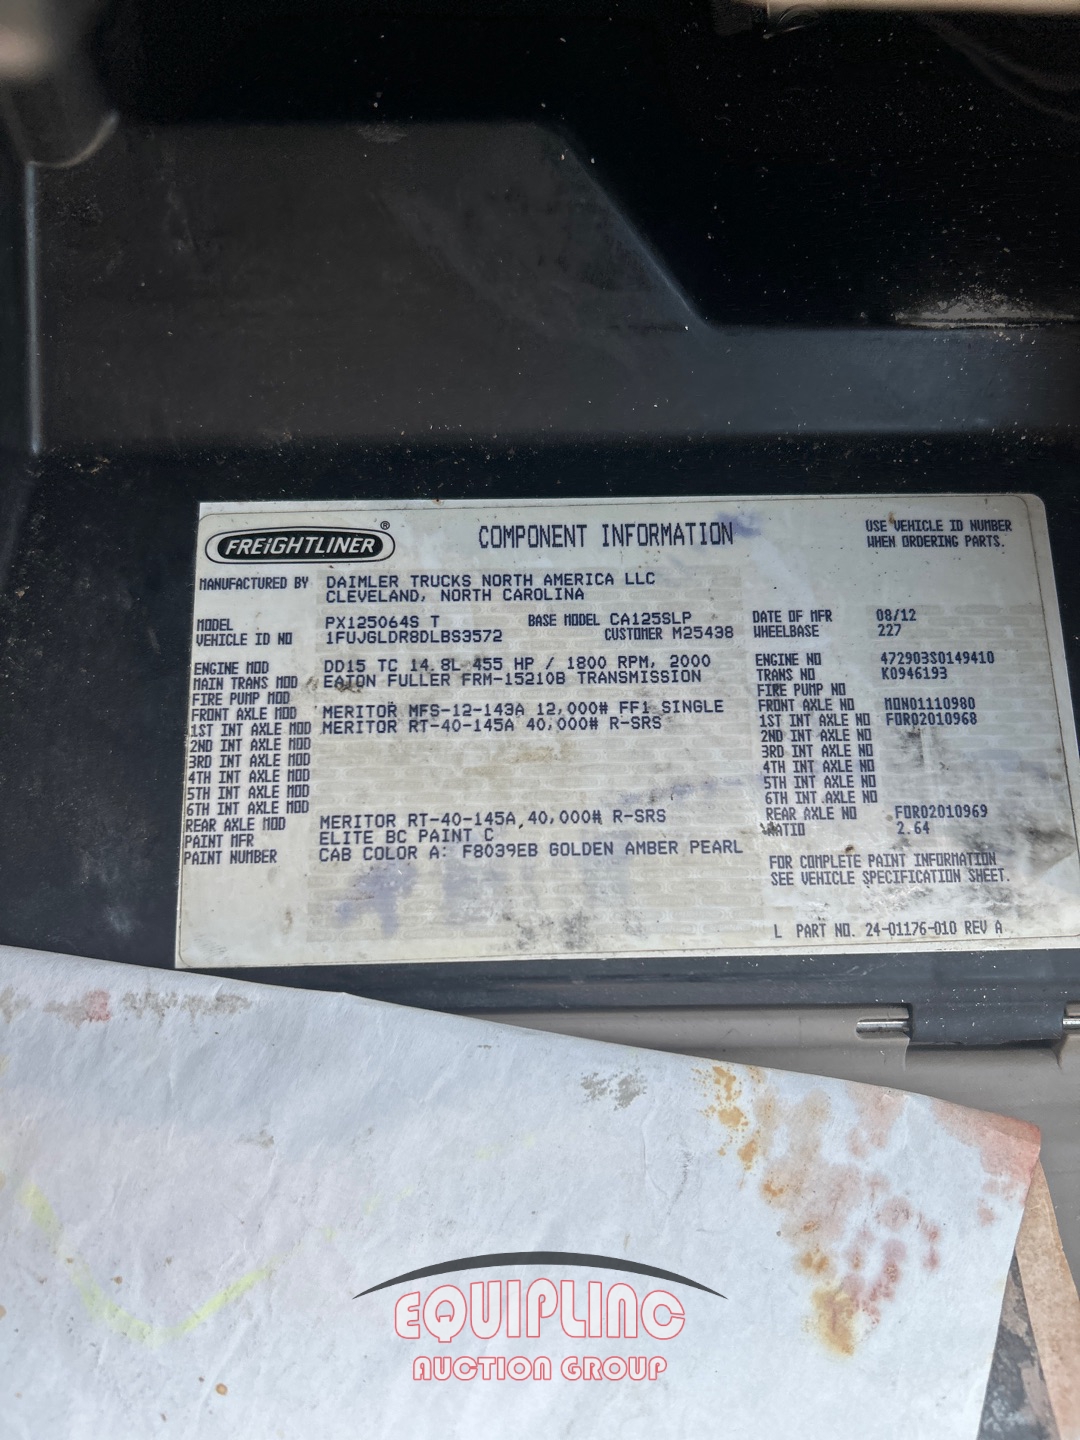 FREIGHTLINER®
COMPONENT INFORMATION
USE VEHICLE ID NUMBER
WHEN ORDERING PARTS.
MANUFACTURED BY DAIMLER TRUCKS NORTH AMERICA LLC
CLEVELAND, NORTH CAROLINA
MODEL PX125064S T BASE MODEL CA125SLP DATE OF MFR 08/12
VEHICLE ID NO 1FUJGLDR8DLBS3572 CUSTOMER M25438 WHEELBASE 227
ENGINE MOD DD15 TC 14.8L 455 HP / 1800 RPM, 2000 ENGINE NO 472903S0149410
MAIN TRANS MOD EATON FULLER FRM-15210B TRANSMISSION TRANS NO K0946193
FIRE PUMP MOD FIRE PUMP NO
FRONT AXLE MOD MERITOR MFS-12-143A 12,000# FF1 SINGLE FRONT AXLE NO MON01110980
1ST INT AXLE MOD MERITOR RT-40-145A 40,000# R-SRS 1ST INT AXLE NO FOR02010968
2ND INT AXLE MOD 2ND INT AXLE NO
3RD INT AXLE MOD 3RD INT AXLE NO
4TH INT AXLE MOD 4TH INT AXLE NO
5TH INT AXLE MOD 5TH INT AXLE NO
6TH INT AXLE MOD 6TH INT AXLE NO
REAR AXLE MOD MERITOR RT-40-145A 40,000# R-SRS REAR AXLE NO FOR02010969
PAINT MFR ELITE BC PAINT C RATIO 2.64
PAINT NUMBER CAB COLOR A: F8039EB GOLDEN AMBER PEARL
FOR COMPLETE PAINT INFORMATION
SEE VEHICLE SPECIFICATION SHEET.
L PART NO. 24-01176-010 REV A
EQUIPLINC
AUCTION GROUP